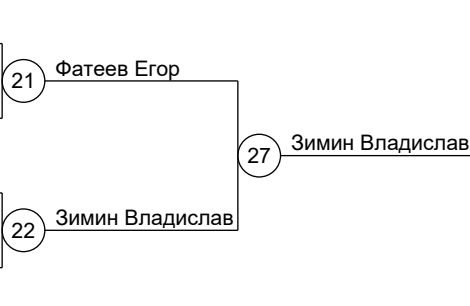 21 Фатеев Егор
27 Зимин Владислав
22 Зимин Владислав